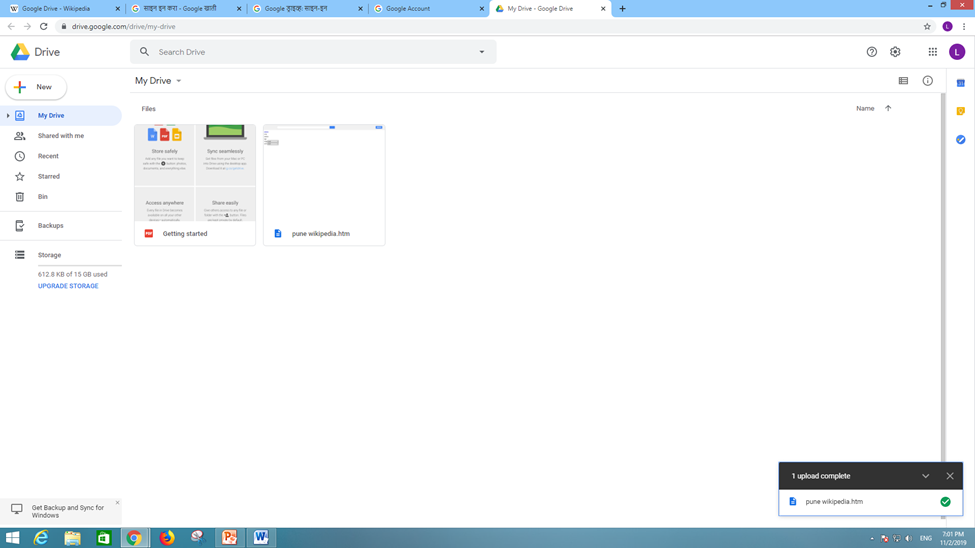 Google Drive - Wikipedia
साइन इन करा - Google खाती
Google ड्राइव्ह: साइन-इन
Google Account
My Drive - Google Drive
drive.google.com/drive/my-drive
L
Drive
Search Drive
L
New
My Drive
My Drive
Shared with me
Recent
Starred
Bin
Backups
Storage
612.8 KB of 15 GB used
UPGRADE STORAGE
Files
Name
Store safely
Sync seamlessly
Access anywhere
Share easily
PDF
Getting started
pune wikipedia.htm
1 upload complete
pune wikipedia.htm
Get Backup and Sync for
Windows
ENG
7:01 PM
11/2/2019